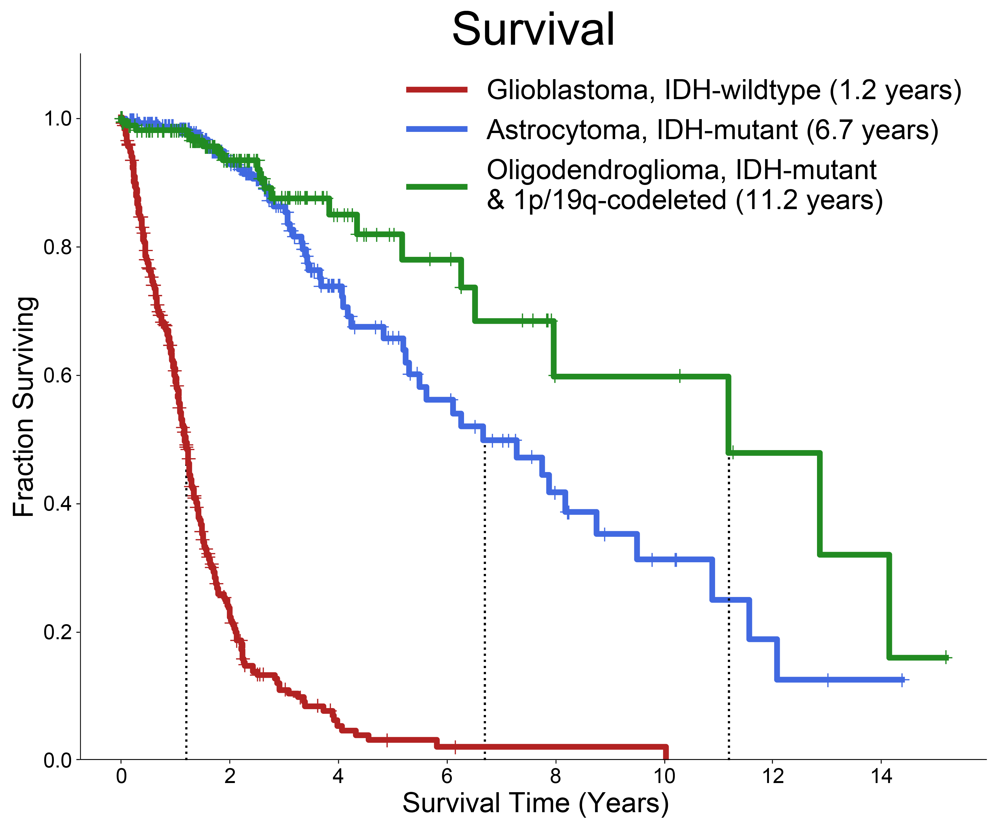 Survival
Glioblastoma, IDH-wildtype (1.2 years)
Astrocytoma, IDH-mutant (6.7 years)
Oligodendroglioma, IDH-mutant
& 1p/19q-codeleted (11.2 years)
Fraction Surviving
1.0
0.8
0.6
0.4
0.2
0.0
0 2 4 6 8 10 12 14
Survival Time (Years)